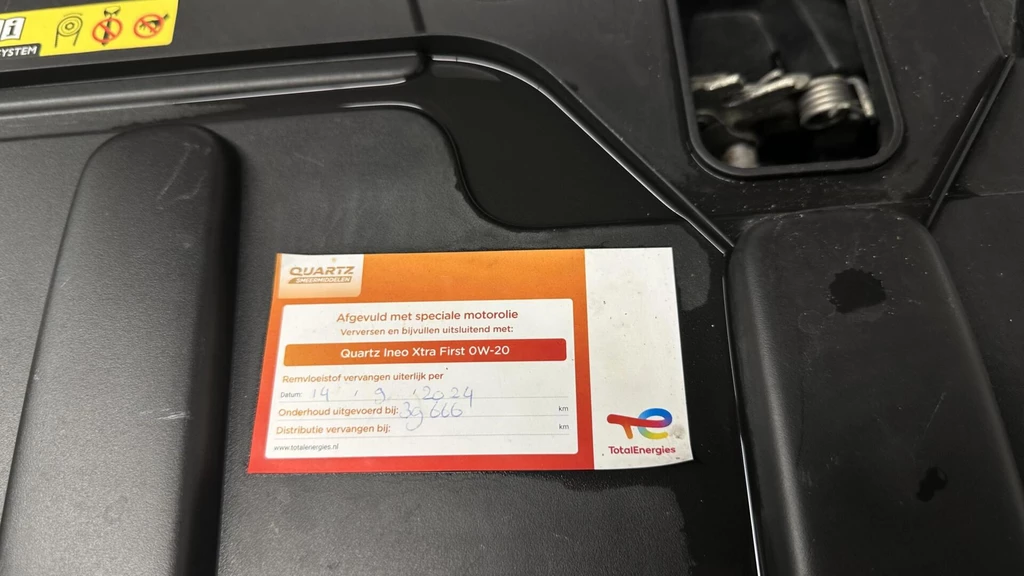 i
SYSTEM
QUARTZ
SMEERMIDDELEN
Afgevuld met speciale motorolie
Verversen en bijvullen uitsluitend met:
Quartz Ineo Xtra First 0W-20
Remvloeistof vervangen uiterlijk per
Datum: 14 . 9 . 2024
Onderhoud uitgevoerd bij: 39 666 km
Distributie vervangen bij: km
www.totalenergies.nl
TotalEnergies